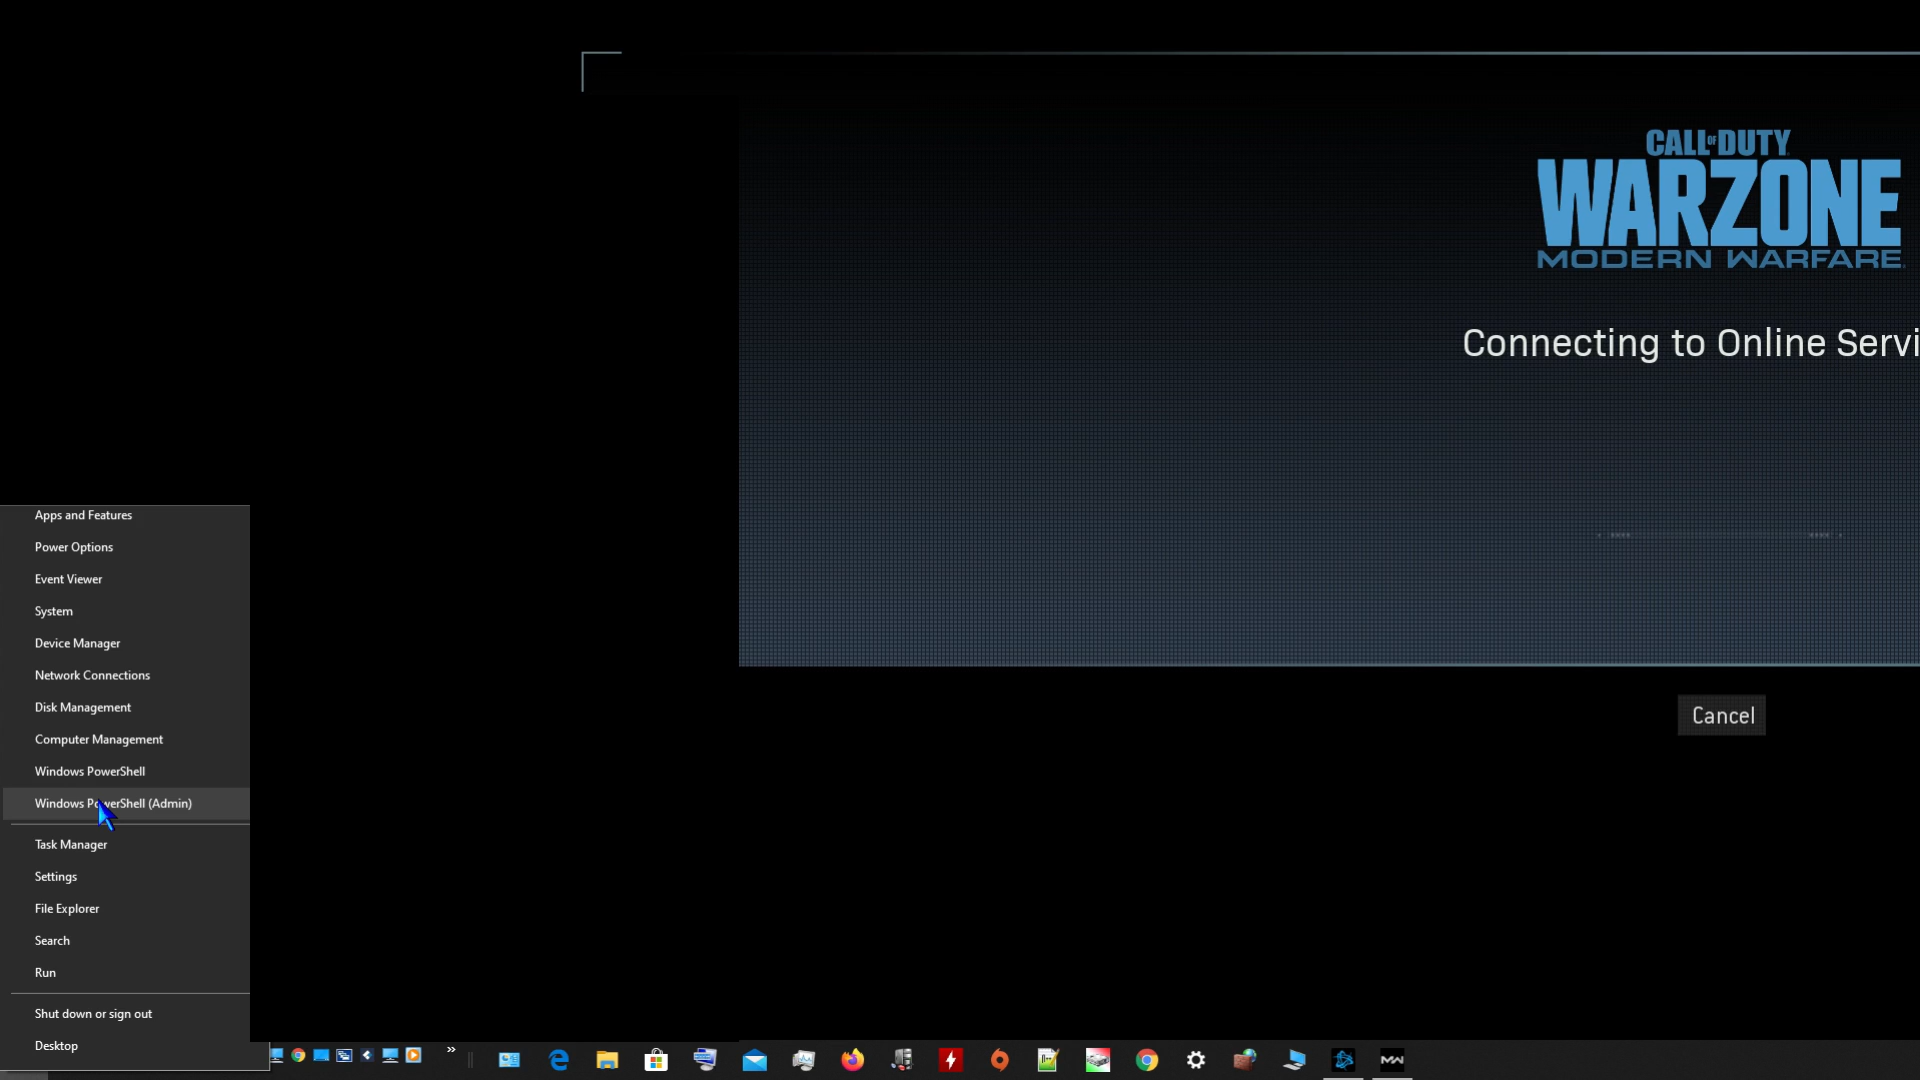 CALL OF DUTY
WARZONE
MODERN WARFARE
Connecting to Online Servi
Cancel
Apps and Features
Power Options
Event Viewer
System
Device Manager
Network Connections
Disk Management
Computer Management
Windows PowerShell
Windows PowerShell (Admin)
Task Manager
Settings
File Explorer
Search
Run
Shut down or sign out
Desktop
»
MW